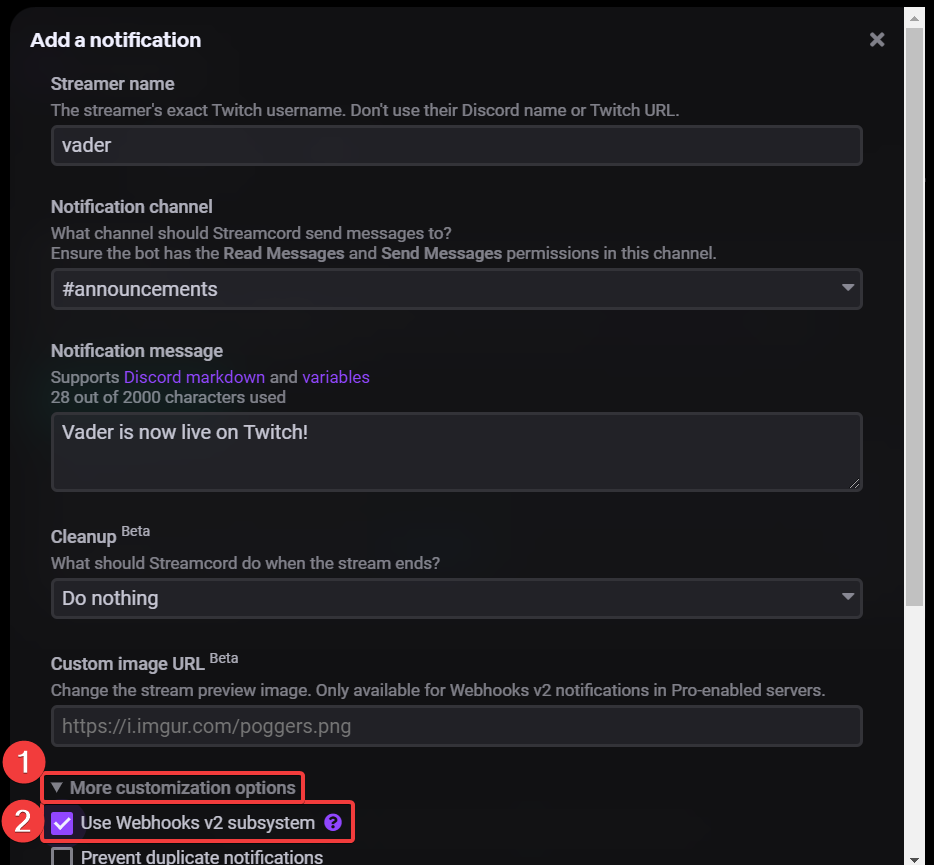 Add a notification
Streamer name
The streamer's exact Twitch username. Don't use their Discord name or Twitch URL.
vader
Notification channel
What channel should Streamcord send messages to?
Ensure the bot has the Read Messages and Send Messages permissions in this channel.
#announcements
Notification message
Supports Discord markdown and variables
28 out of 2000 characters used
Vader is now live on Twitch!
Cleanup Beta
What should Streamcord do when the stream ends?
Do nothing
Custom image URL Beta
Change the stream preview image. Only available for Webhooks v2 notifications in Pro-enabled servers.
https://i.imgur.com/poggers.png
1
▼ More customization options
2 Use Webhooks v2 subsystem ?
Prevent duplicate notifications